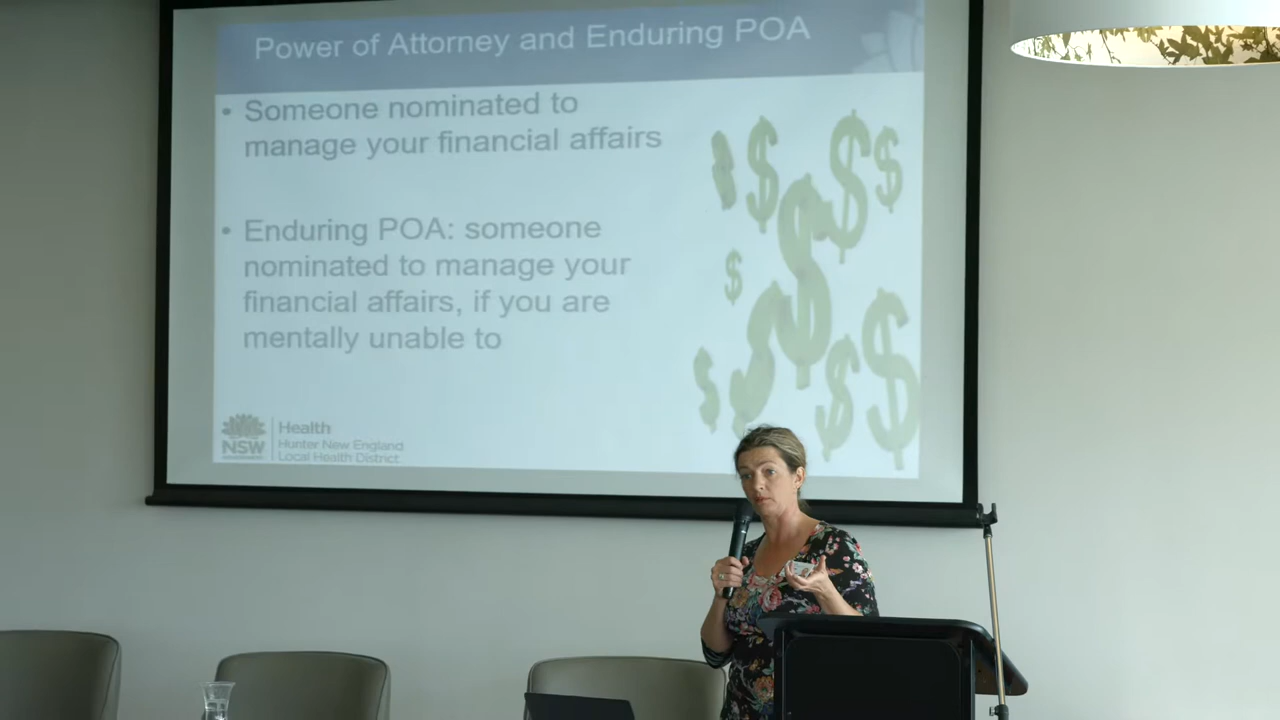 Power of Attorney and Enduring POA
• Someone nominated to
manage your financial affairs
• Enduring POA: someone
nominated to manage your
financial affairs, if you are
mentally unable to
$ $ $ $ $ $ $ $ $ $ $
NSW
Health
Hunter New England
Local Health District